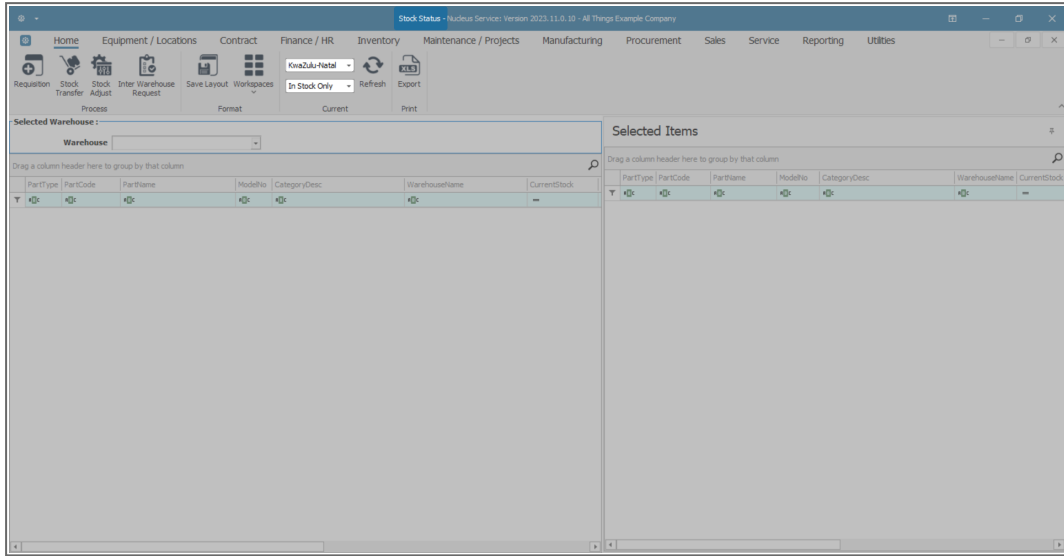 Stock Status - Nucleus Service: Version 2023.11.0.10 - All Things Example Company
Home Equipment / Locations Contract Finance / HR Inventory Maintenance / Projects Manufacturing Procurement Sales Service Reporting Utilities
Requisition Stock Transfer Stock Adjust Inter Warehouse Request Save Layout Workspaces KwaZulu-Natal In Stock Only Refresh XLS Export
Process Format Current Print
Selected Warehouse :
Warehouse
Drag a column header here to group by that column
PartType PartCode PartName ModelNo CategoryDesc WarehouseName CurrentStock
Selected Items
Drag a column header here to group by that column
PartType PartCode PartName ModelNo CategoryDesc WarehouseName CurrentStock